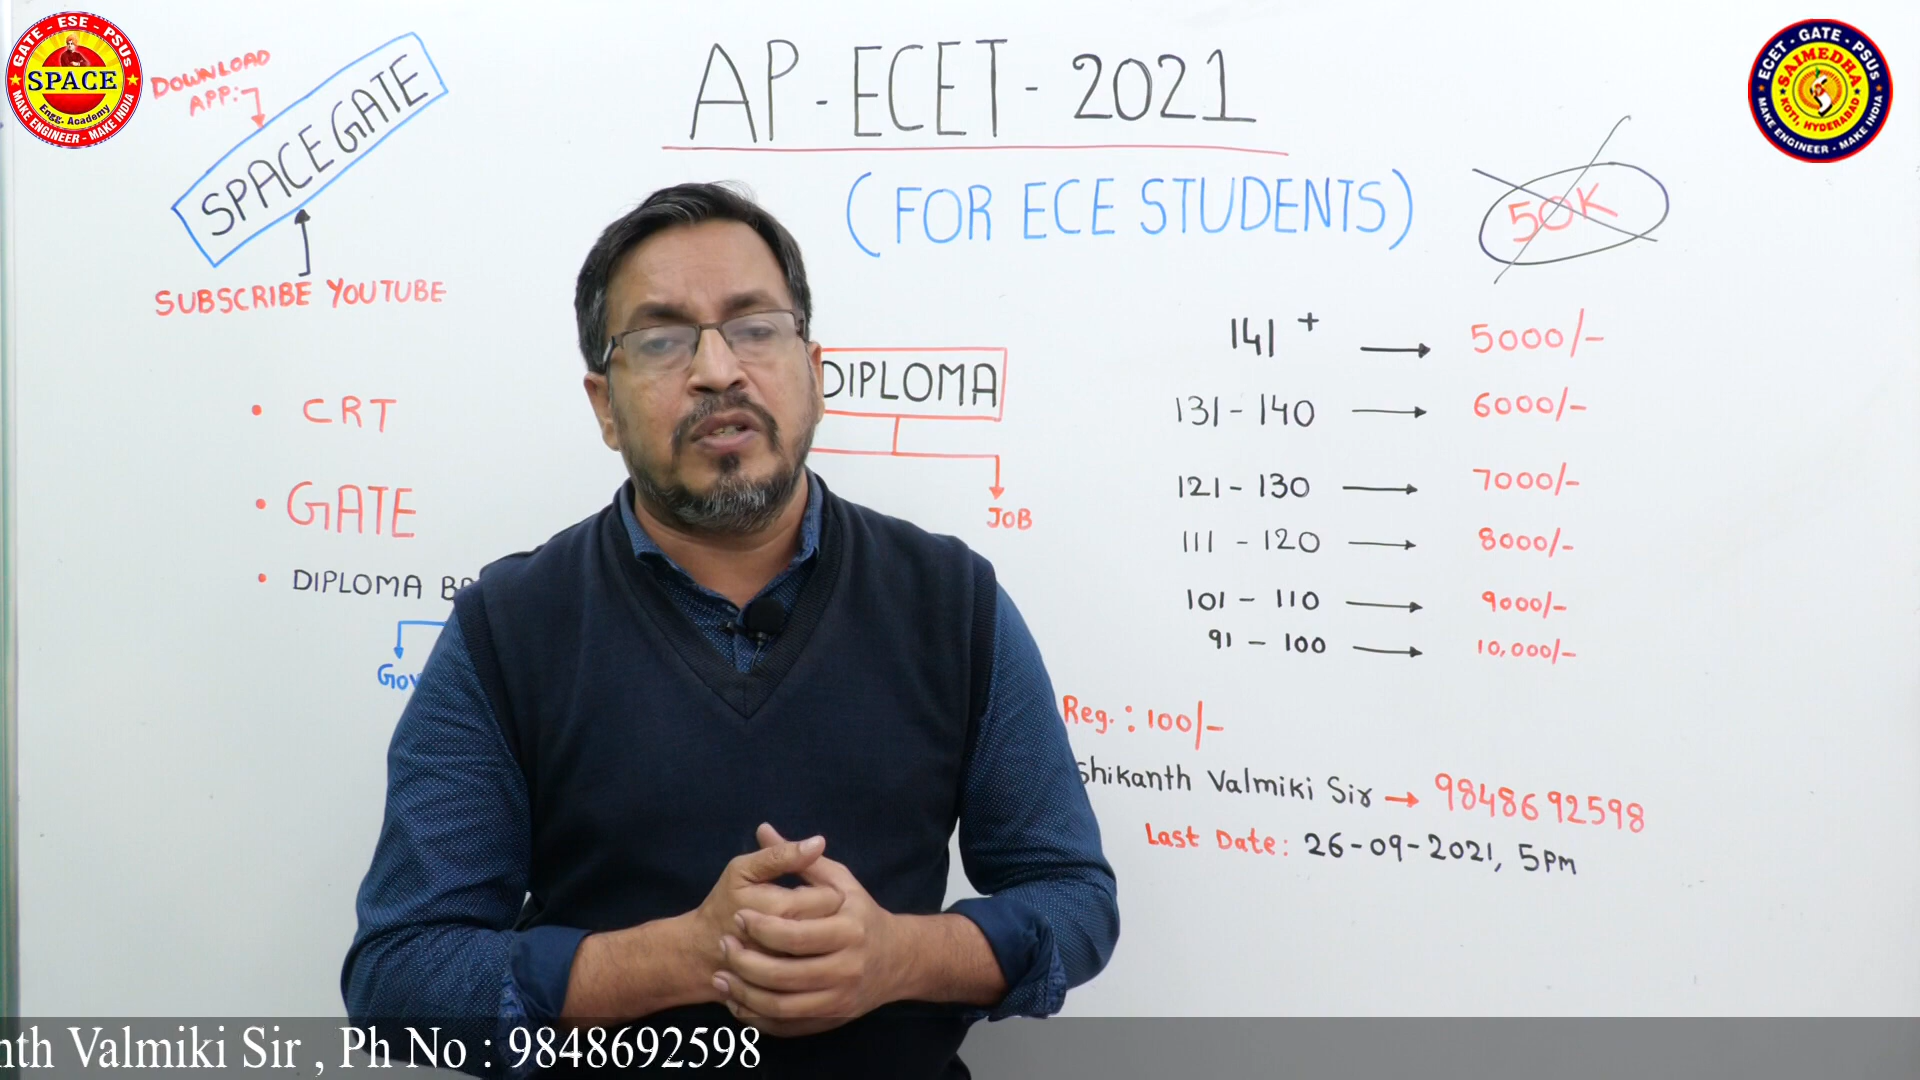 GATE - ESE - PSUs
SPACE
Engg. Academy
MAKE ENGINEER - MAKE INDIA
DOWNLOAD
APP:-
SPACE GATE
SUBSCRIBE YOUTUBE
AP - ECET - 2021
(FOR ECE STUDENTS)
ECET - GATE - PSUs
SAIMEDHA
KOTI, HYDERABAD
MAKE ENGINEER - MAKE INDIA
50K
• CRT
• GATE
• DIPLOMA
DIPLOMA
JOB
141+ → 5000/-
131 - 140 → 6000/-
121 - 130 → 7000/-
111 - 120 → 8000/-
101 - 110 → 9000/-
91 - 100 → 10,000/-
Reg. : 100/-
shikanth Valmiki Sir → 9848692598
Last Date: 26-09-2021, 5pm
nth Valmiki Sir , Ph No : 9848692598